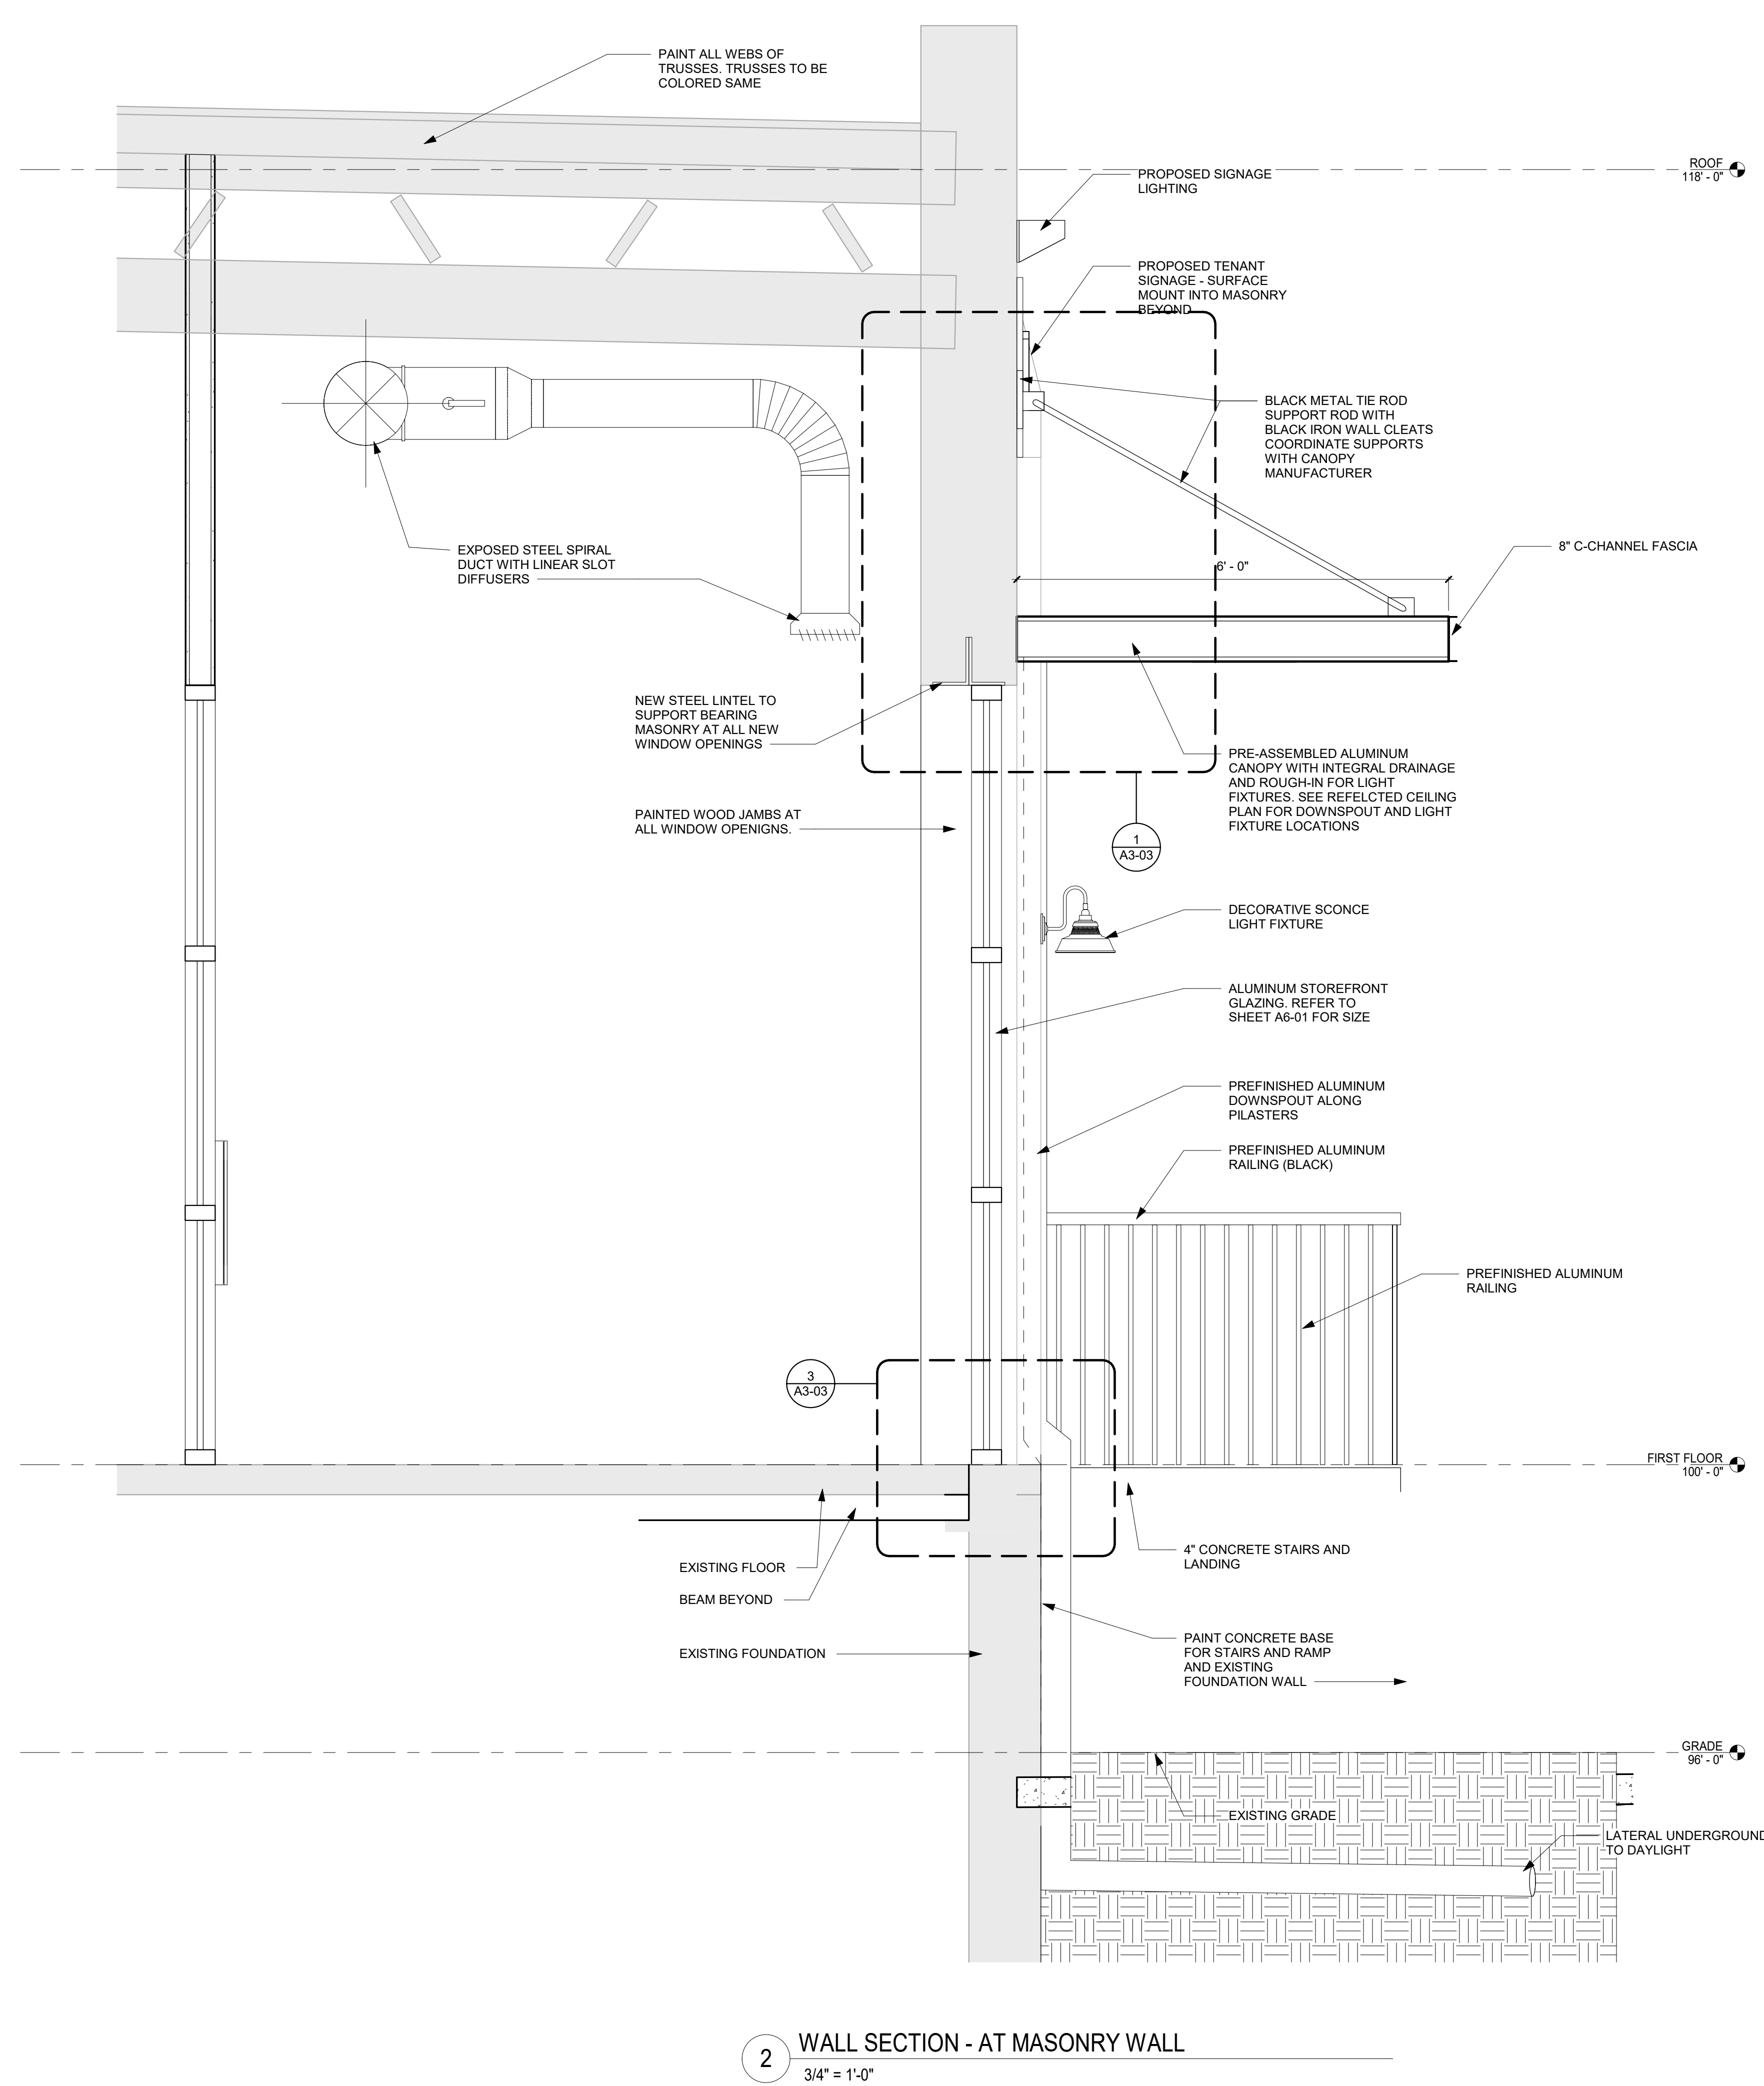 PAINT ALL WEBS OF
TRUSSES. TRUSSES TO BE
COLORED SAME
ROOF
118' - 0"
PROPOSED SIGNAGE
LIGHTING
PROPOSED TENANT
SIGNAGE - SURFACE
MOUNT INTO MASONRY
BEYOND
BLACK METAL TIE ROD
SUPPORT ROD WITH
BLACK IRON WALL CLEATS
COORDINATE SUPPORTS
WITH CANOPY
MANUFACTURER
EXPOSED STEEL SPIRAL
DUCT WITH LINEAR SLOT
DIFFUSERS
8" C-CHANNEL FASCIA
6' - 0"
NEW STEEL LINTEL TO
SUPPORT BEARING
MASONRY AT ALL NEW
WINDOW OPENINGS
PRE-ASSEMBLED ALUMINUM
CANOPY WITH INTEGRAL DRAINAGE
AND ROUGH-IN FOR LIGHT
FIXTURES. SEE REFELCTED CEILING
PLAN FOR DOWNSPOUT AND LIGHT
FIXTURE LOCATIONS
PAINTED WOOD JAMBS AT
ALL WINDOW OPENIGNS.
1
A3-03
DECORATIVE SCONCE
LIGHT FIXTURE
ALUMINUM STOREFRONT
GLAZING. REFER TO
SHEET A6-01 FOR SIZE
PREFINISHED ALUMINUM
DOWNSPOUT ALONG
PILASTERS
PREFINISHED ALUMINUM
RAILING (BLACK)
PREFINISHED ALUMINUM
RAILING
3
A3-03
FIRST FLOOR
100' - 0"
4" CONCRETE STAIRS AND
LANDING
EXISTING FLOOR
BEAM BEYOND
EXISTING FOUNDATION
PAINT CONCRETE BASE
FOR STAIRS AND RAMP
AND EXISTING
FOUNDATION WALL
GRADE
96' - 0"
EXISTING GRADE
LATERAL UNDERGROUND
TO DAYLIGHT
2
WALL SECTION - AT MASONRY WALL
3/4" = 1'-0"